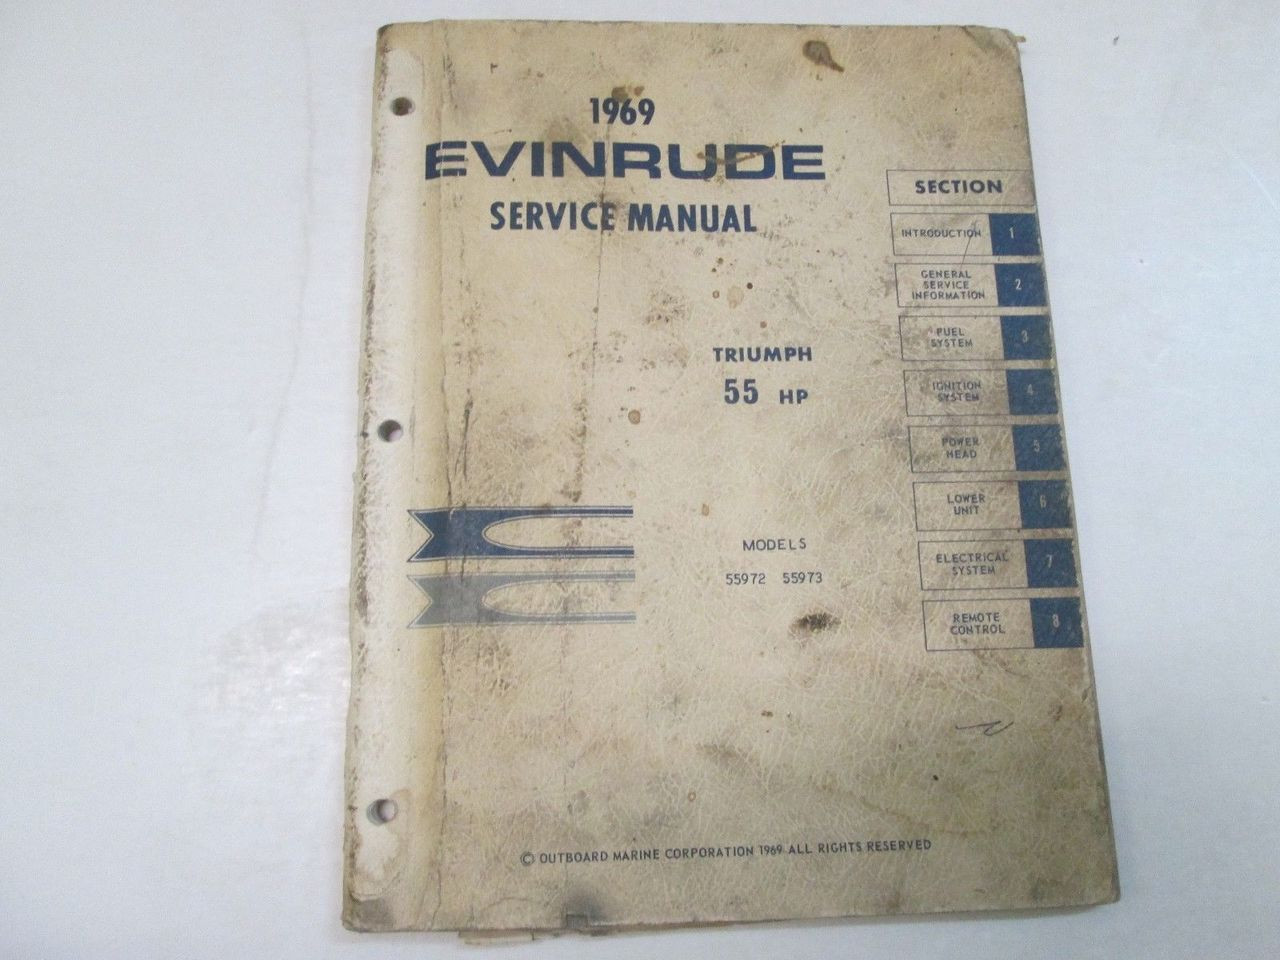 1969
EVINRUDE
SERVICE MANUAL
TRIUMPH
55 HP
MODELS
55972 55973
SECTION
INTRODUCTION 1
GENERAL
SERVICE 2
INFORMATION
FUEL
SYSTEM 3
IGNITION
SYSTEM 4
POWER
HEAD 5
LOWER
UNIT 6
ELECTRICAL
SYSTEM 7
REMOTE
CONTROL 8
© OUTBOARD MARINE CORPORATION 1969 ALL RIGHTS RESERVED